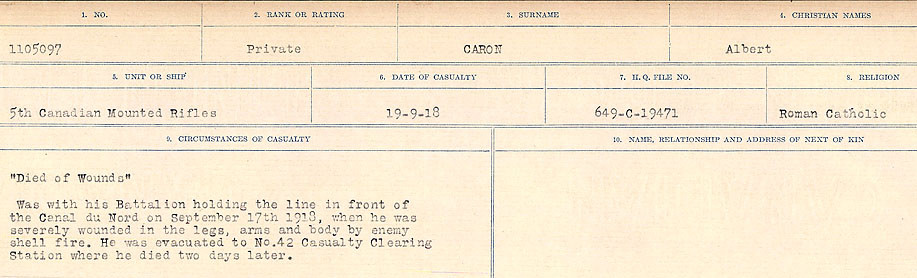 1. NO. 2. RANK OR RATING 3. SURNAME 4. CHRISTIAN NAMES
1105097 Private CARON Albert
5. UNIT OR SHIP 6. DATE OF CASUALTY 7. H.Q. FILE NO. 8. RELIGION
5th Canadian Mounted Rifles 19-9-18 649-C-19471 Roman Catholic
9. CIRCUMSTANCES OF CASUALTY 10. NAME, RELATIONSHIP AND ADDRESS OF NEXT OF KIN
"Died of Wounds"
Was with his Battalion holding the line in front of
the Canal du Nord on September 17th 1918, when he was
severely wounded in the legs, arms and body by enemy
shell fire. He was evacuated to No.42 Casualty Clearing
Station where he died two days later.